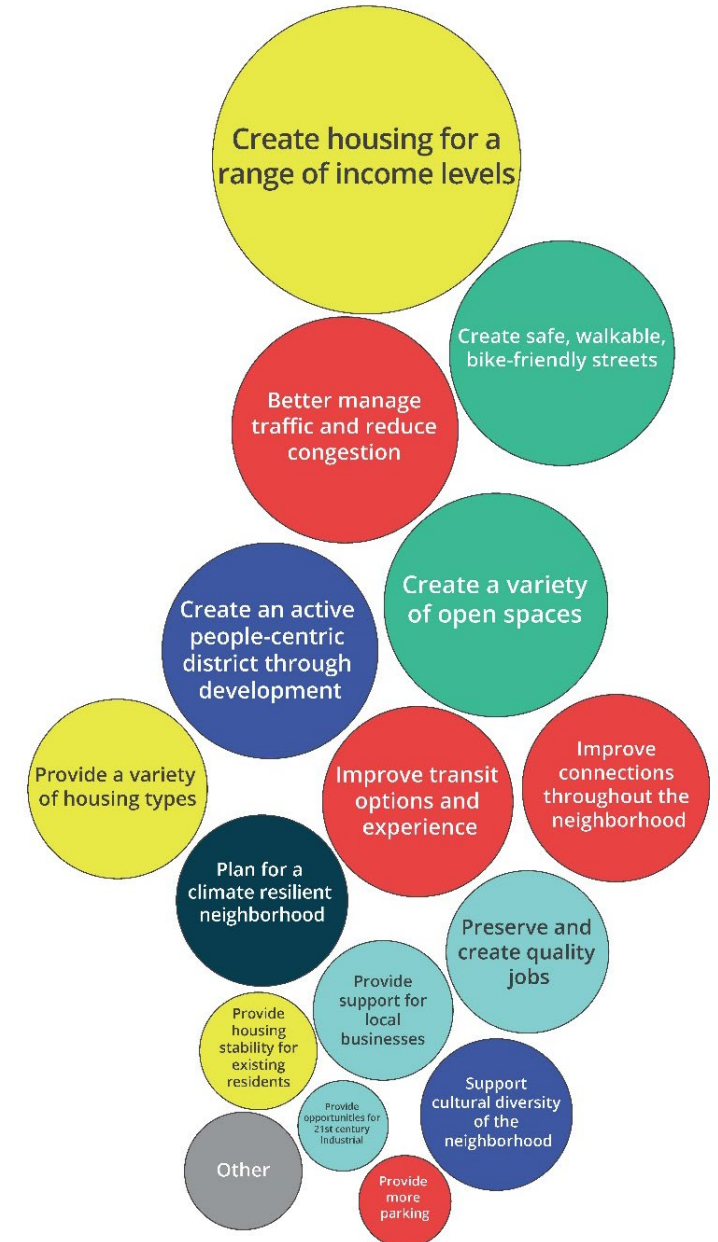 Create housing for a
range of income levels
Create safe, walkable,
bike-friendly streets
Better manage
traffic and reduce
congestion
Create a variety
of open spaces
Create an active
people-centric
district through
development
Provide a variety
of housing types
Improve transit
options and
experience
Improve
connections
throughout the
neighborhood
Plan for a
climate resilient
neighborhood
Preserve and
create quality
jobs
Provide
support for
local
businesses
Provide
housing
stability for
existing
residents
Support
cultural diversity
of the
neighborhood
Provide
opportunities for
21st century
Industrial
Other
Provide
more
parking